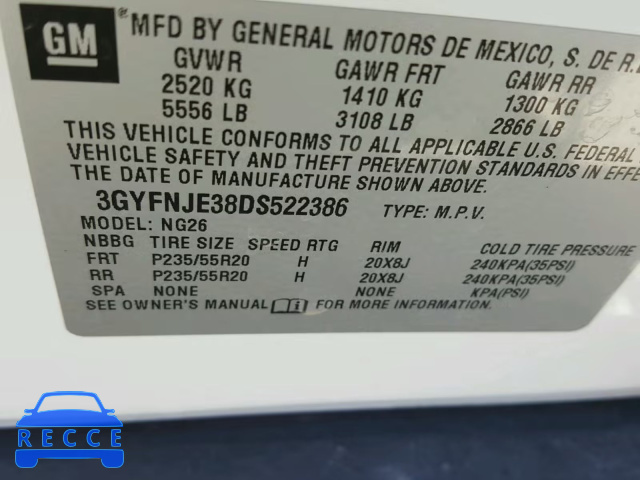 GM
MFD BY GENERAL MOTORS DE MEXICO, S. DE R.
GVWR GAWR FRT GAWR RR
2520 KG 1410 KG 1300 KG
5556 LB 3108 LB 2866 LB
THIS VEHICLE CONFORMS TO ALL APPLICABLE U.S. FEDERAL
VEHICLE SAFETY AND THEFT PREVENTION STANDARDS IN EFFE
THE DATE OF MANUFACTURE SHOWN ABOVE.
3GYFNJE38DS522386 TYPE: M.P.V.
MODEL: NG26
NBBG TIRE SIZE SPEED RTG RIM COLD TIRE PRESSURE
FRT P235/55R20 H 20X8J 240KPA(35PSI)
RR P235/55R20 H 20X8J 240KPA(35PSI)
SPA NONE NONE KPA(PSI)
SEE OWNER'S MANUAL FOR MORE INFORMATION.
RECCE